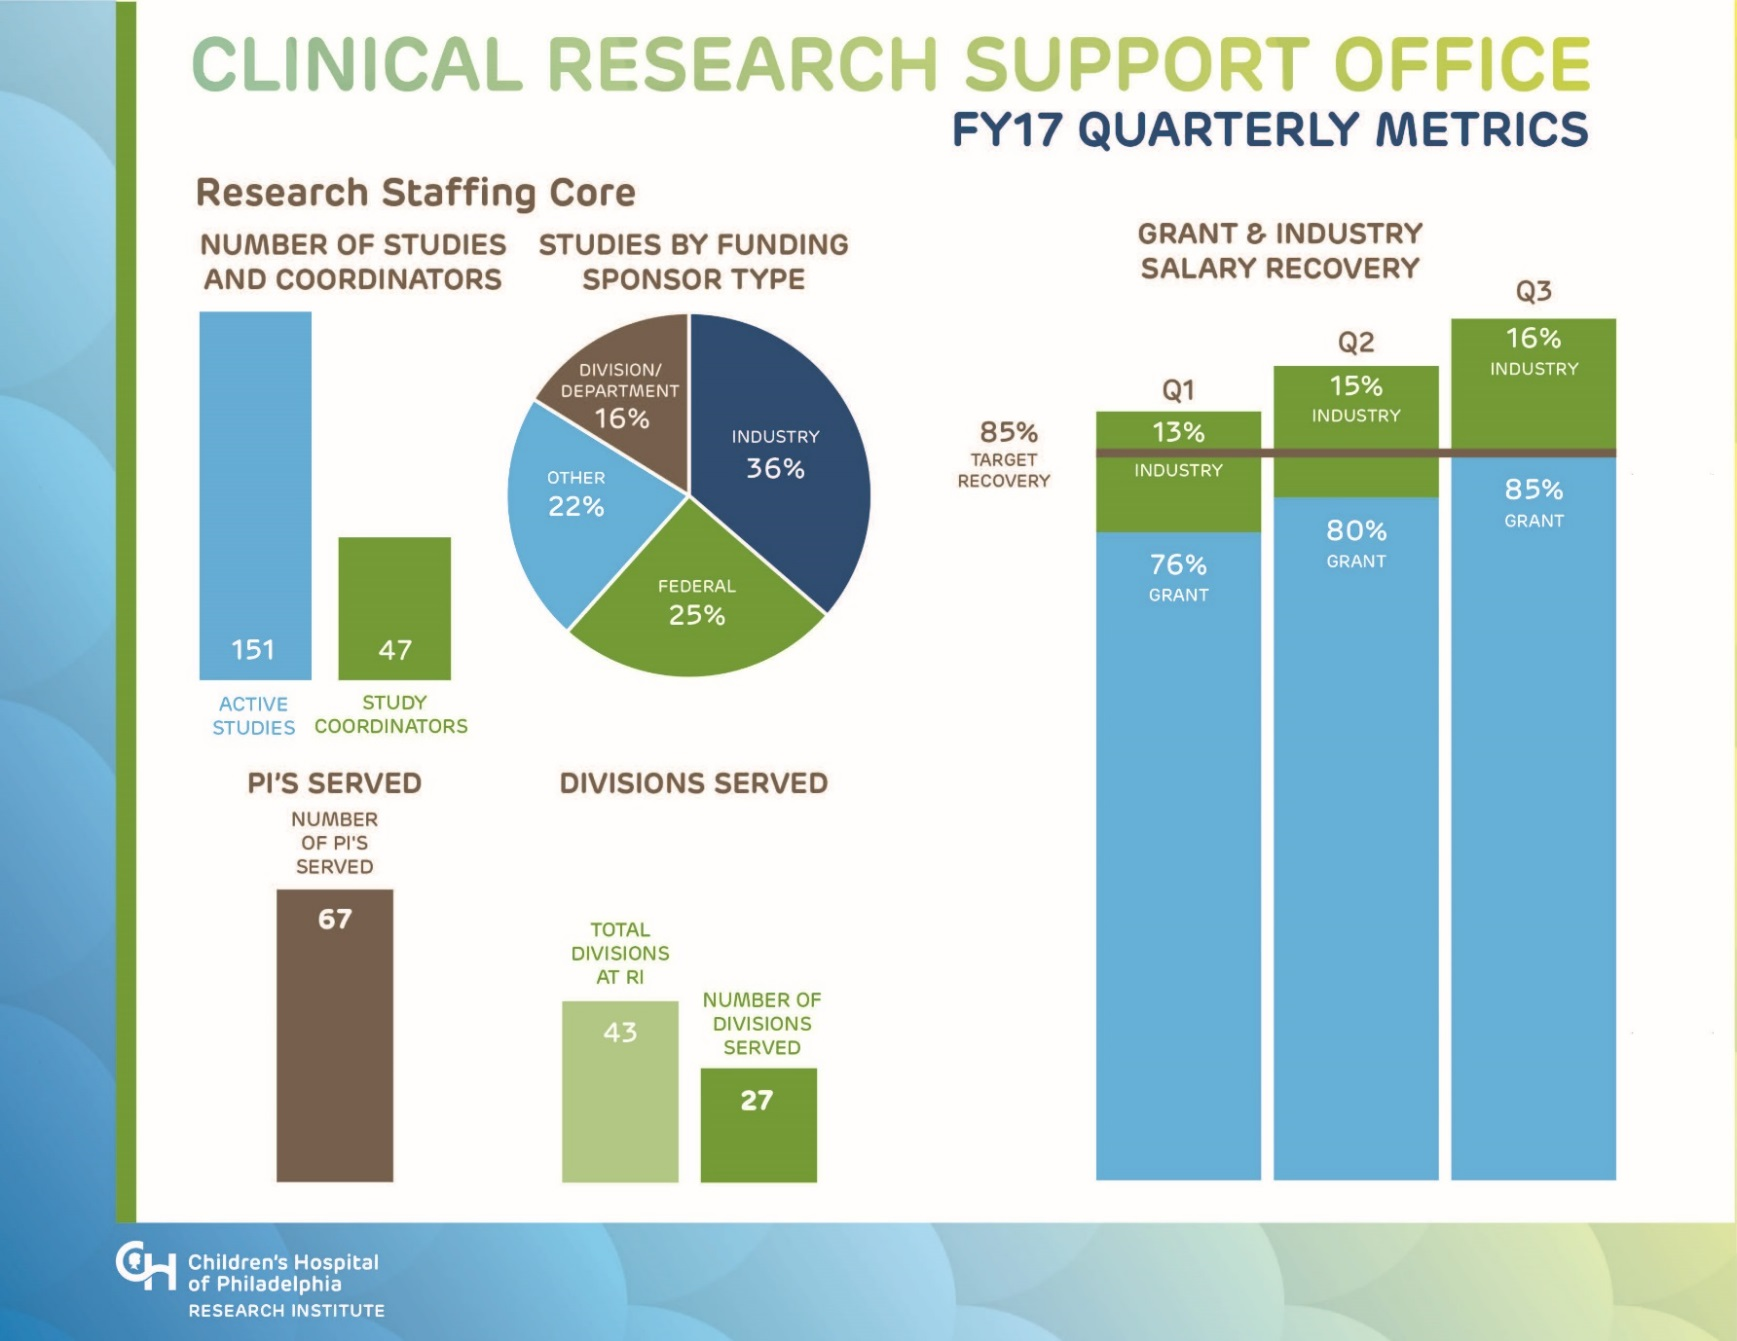 CLINICAL RESEARCH SUPPORT OFFICE
FY17 QUARTERLY METRICS
Research Staffing Core
NUMBER OF STUDIES
AND COORDINATORS
151
47
ACTIVE
STUDIES
STUDY
COORDINATORS
STUDIES BY FUNDING
SPONSOR TYPE
DIVISION/
DEPARTMENT
16%
INDUSTRY
36%
OTHER
22%
FEDERAL
25%
GRANT & INDUSTRY
SALARY RECOVERY
85%
TARGET
RECOVERY
Q1
13%
INDUSTRY
76%
GRANT
Q2
15%
INDUSTRY
80%
GRANT
Q3
16%
INDUSTRY
85%
GRANT
PI'S SERVED
NUMBER
OF PI'S
SERVED
67
DIVISIONS SERVED
TOTAL
DIVISIONS
AT RI
43
NUMBER OF
DIVISIONS
SERVED
27
CH
Children's Hospital
of Philadelphia
RESEARCH INSTITUTE